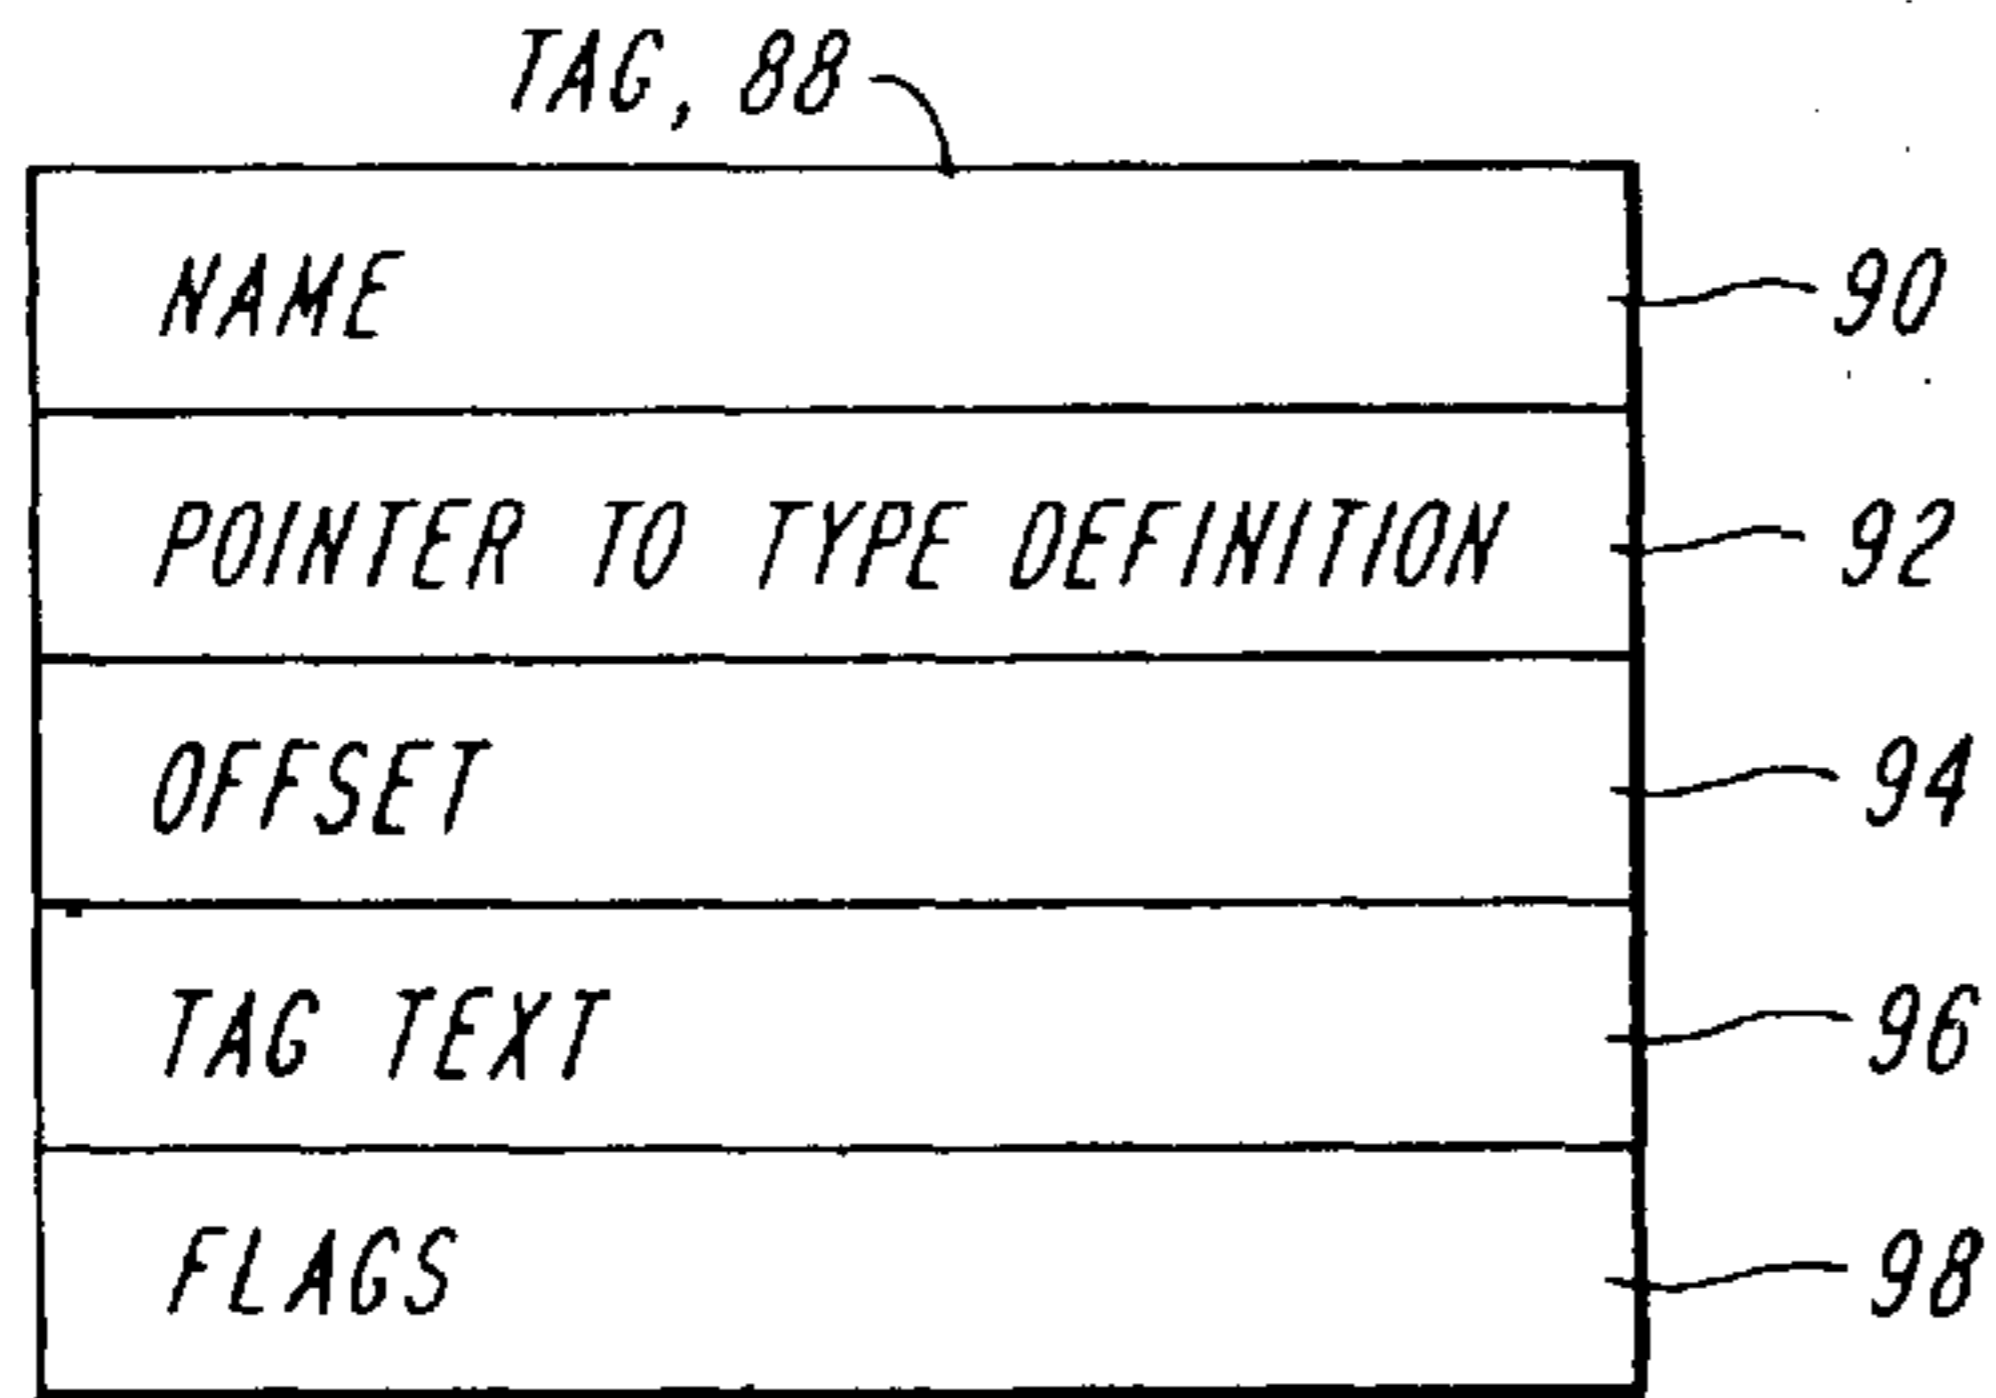 TAG, 88
NAME 90
POINTER TO TYPE DEFINITION 92
OFFSET 94
TAG TEXT 96
FLAGS 98